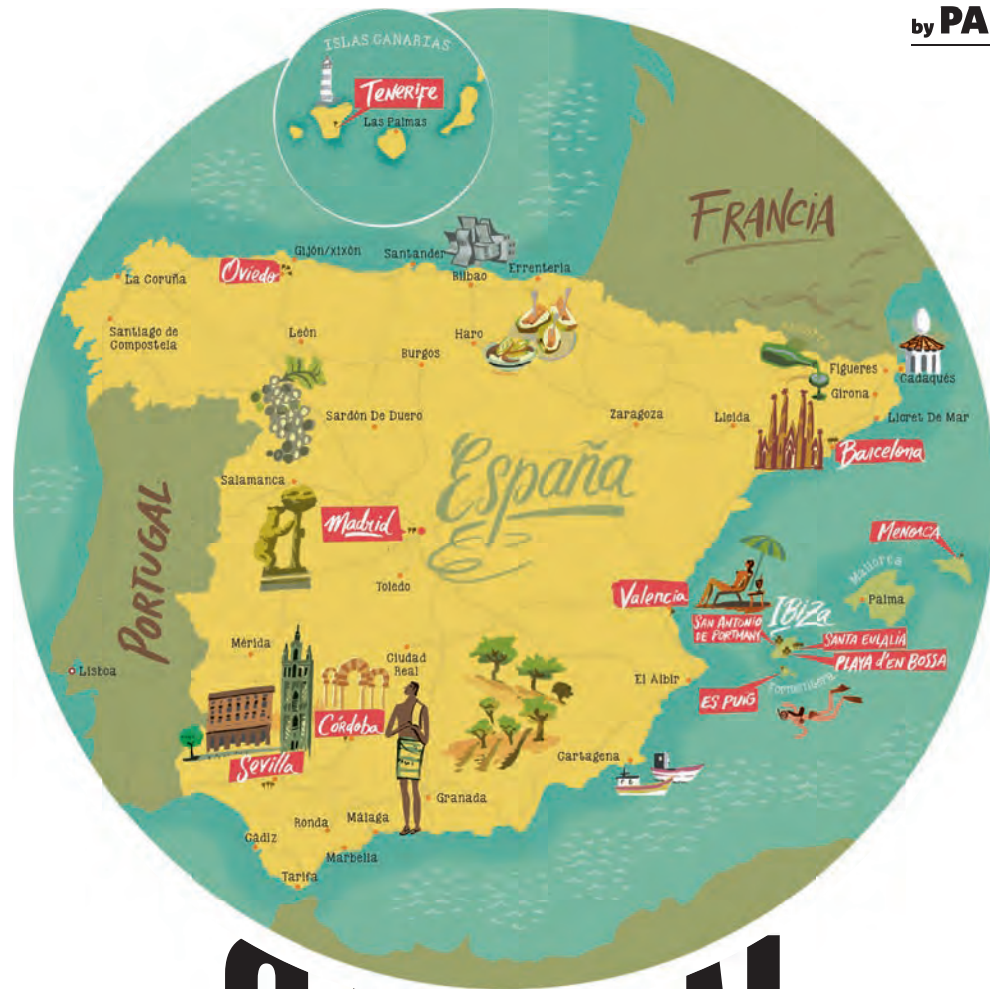 by PA
ISLAS CANARIAS
TENERIFE
Las Palmas
FRANCIA
Gijón/xixón
Santander
Oviedo
La Coruña
Bilbao
Errenteria
Santiago de
Compostela
León
Haro
Burgos
Figueres
Cadaqués
Girona
Sardón De Duero
Zaragoza
Lleida
Lloret De Mar
Barcelona
España
Salamanca
PORTUGAL
Madrid
MENORCA
Mallorca
Palma
Toledo
Valencia
IBIZA
SAN ANTONIO
DE PORTMANY
SANTA EULALIA
PLAYA d'EN BOSSA
Mérida
Ciudad
Real
Lisboa
El Albir
ES PUIG
Formentera
Córdoba
Sevilla
Cartagena
Granada
Málaga
Ronda
Cádiz
Marbella
Tarifa